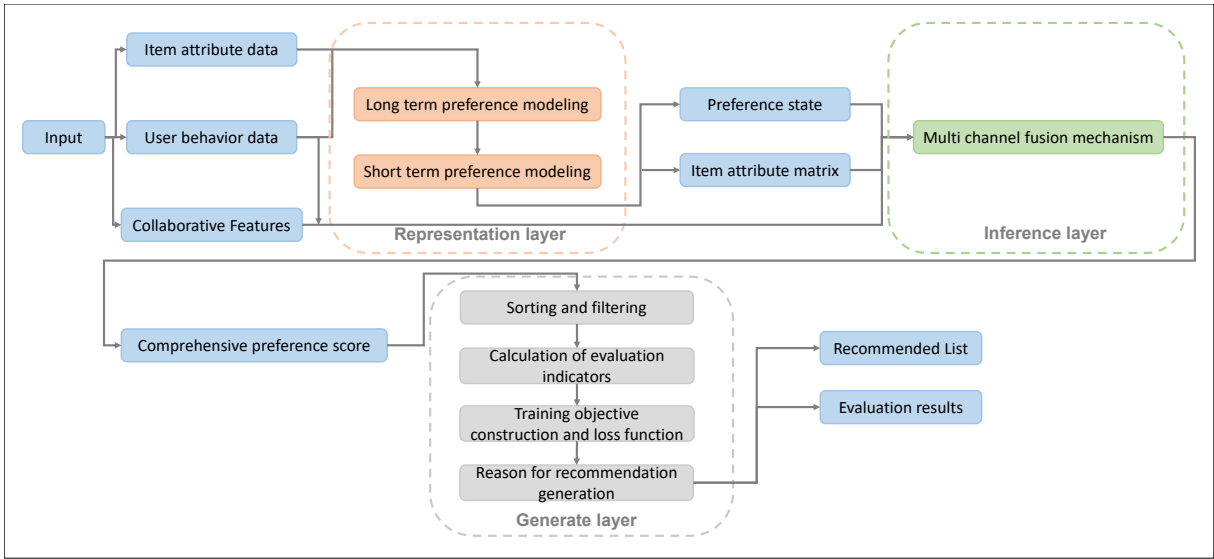 Item attribute data
Input
User behavior data
Collaborative Features
Long term preference modeling
Short term preference modeling
Representation layer
Preference state
Item attribute matrix
Multi channel fusion mechanism
Inference layer
Comprehensive preference score
Sorting and filtering
Calculation of evaluation
indicators
Training objective
construction and loss function
Reason for recommendation
generation
Generate layer
Recommended List
Evaluation results